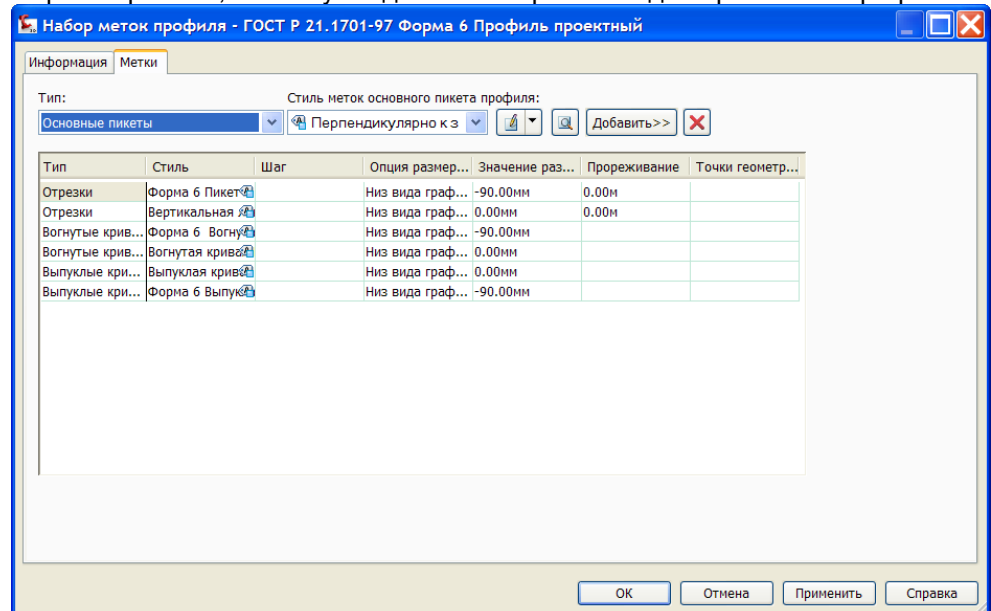 Набор меток профиля - ГОСТ Р 21.1701-97 Форма 6 Профиль проектный
Информация Метки
Тип: Стиль меток основного пикета профиля:
Основные пикеты Перпендикулярно к з Добавить>>
Тип Стиль Шаг Опция размер... Значение раз... Прореживание Точки геометр...
Отрезки Форма 6 Пикет Низ вида граф... -90.00мм 0.00м
Отрезки Вертикальная Низ вида граф... 0.00мм 0.00м
Вогнутые крив... Форма 6 Вогну Низ вида граф... -90.00мм
Вогнутые крив... Вогнутая крива Низ вида граф... 0.00мм
Выпуклые кри... Выпуклая крив Низ вида граф... 0.00мм
Выпуклые кри... Форма 6 Выпук Низ вида граф... -90.00мм
ОК Отмена Применить Справка